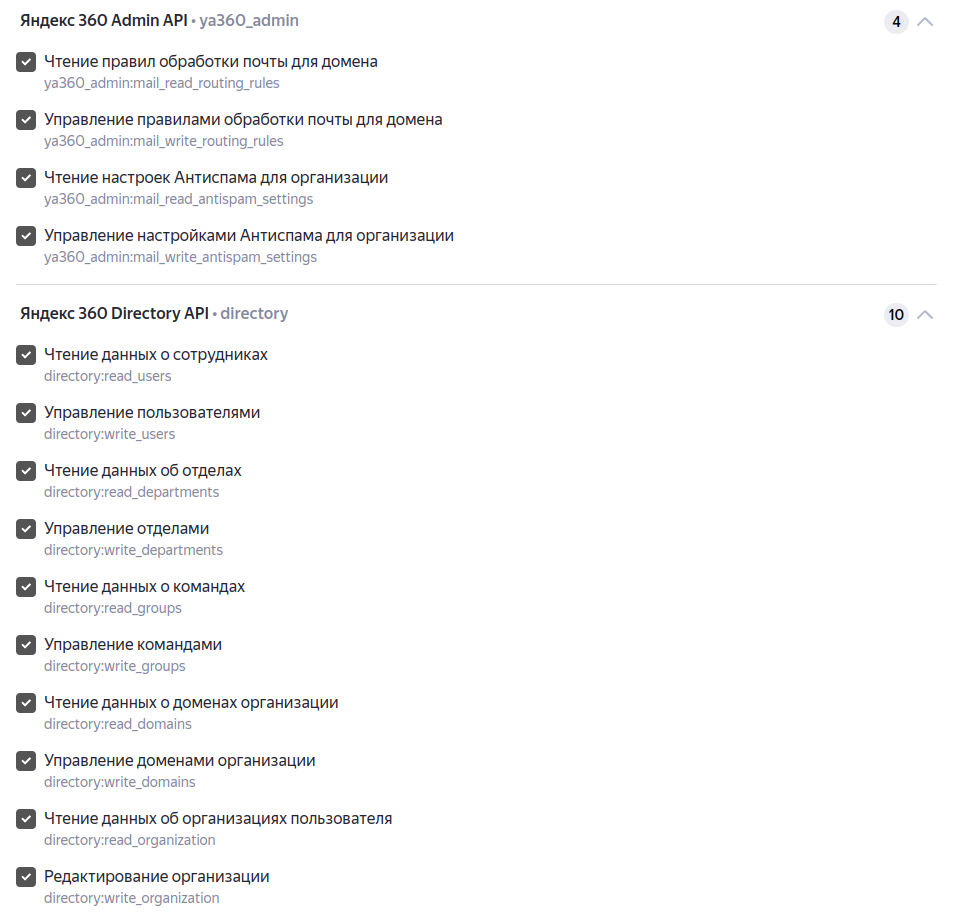 Яндекс 360 Admin API • ya360_admin 4
Чтение правил обработки почты для домена
ya360_admin:mail_read_routing_rules
Управление правилами обработки почты для домена
ya360_admin:mail_write_routing_rules
Чтение настроек Антиспама для организации
ya360_admin:mail_read_antispam_settings
Управление настройками Антиспама для организации
ya360_admin:mail_write_antispam_settings
Яндекс 360 Directory API • directory 10
Чтение данных о сотрудниках
directory:read_users
Управление пользователями
directory:write_users
Чтение данных об отделах
directory:read_departments
Управление отделами
directory:write_departments
Чтение данных о командах
directory:read_groups
Управление командами
directory:write_groups
Чтение данных о доменах организации
directory:read_domains
Управление доменами организации
directory:write_domains
Чтение данных об организациях пользователя
directory:read_organization
Редактирование организации
directory:write_organization